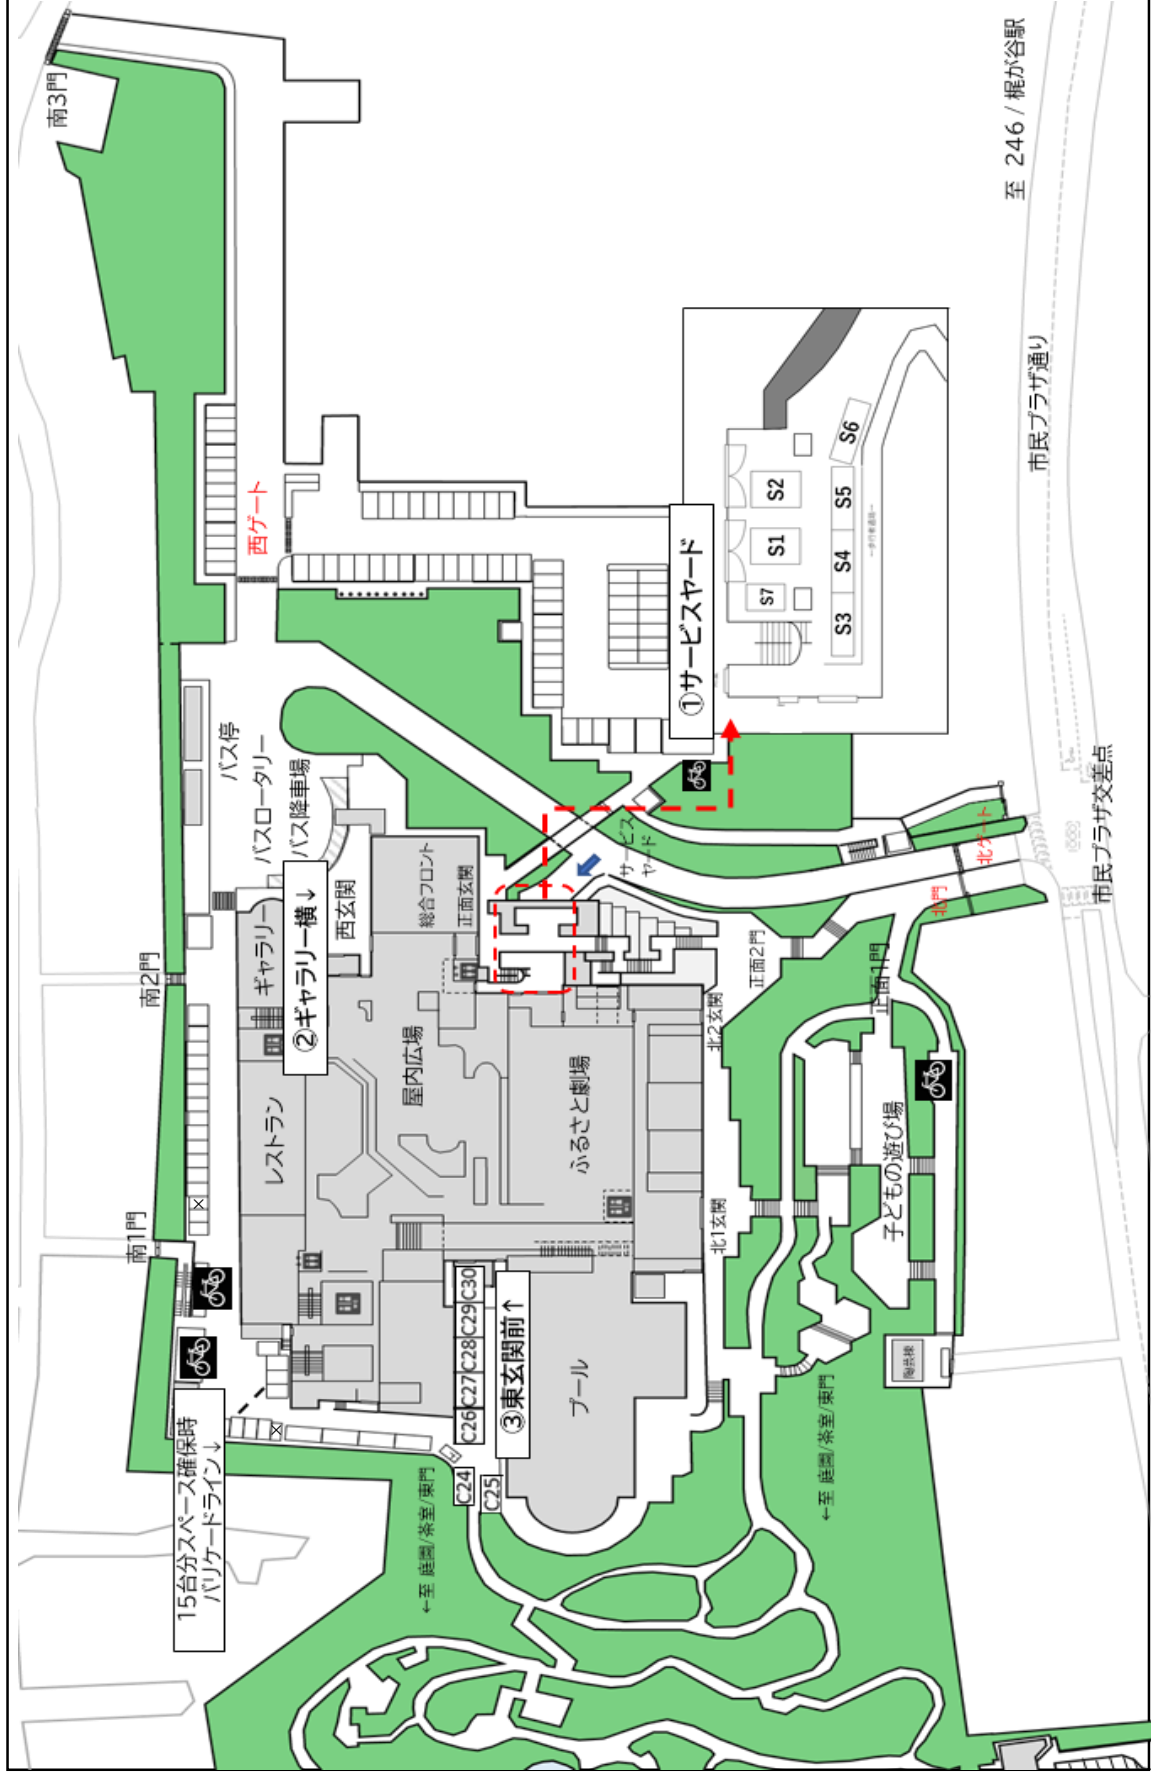 南3門
至 246 / 梶が谷駅
市民プラザ通り
市民プラザ交差点
西ゲート
①サービスヤード
S1
S2
S3
S4
S5
S6
S7
←歩行者通路→
バス停
バスロータリー
バス降車場
②ギャラリー横↓
西玄関
総合フロント
正面玄関
サービス
ヤード
北ゲート
北門
正面2門
正面1門
南2門
ギャラリー
屋内広場
ふるさと劇場
北2玄関
レストラン
南1門
北1玄関
子どもの遊び場
C30
C29
C28
C27
C26
C24
C25
③東玄関前↑
プール
陶芸棟
15台分スペース確保時
バリケードライン↓
←至 庭園/茶室/東門
←至 庭園/茶室/東門